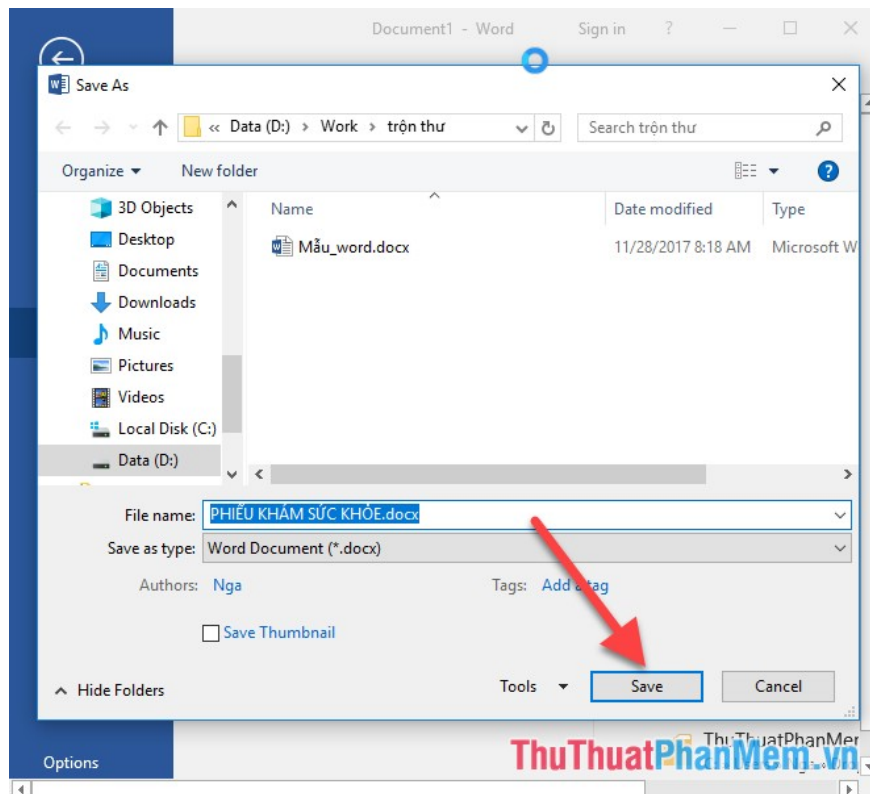 Document1 - Word Sign in ?
Save As
« Data (D:) › Work › trộn thư Search trộn thư
Organize New folder ?
3D Objects
Desktop
Documents
Downloads
Music
Pictures
Videos
Local Disk (C:)
Data (D:)
Name Date modified Type
Mẫu_word.docx 11/28/2017 8:18 AM Microsoft W
File name: PHIẾU KHÁM SỨC KHỎE.docx
Save as type: Word Document (*.docx)
Authors: Nga Tags: Add a tag
Save Thumbnail
Hide Folders Tools Save Cancel
ThuThuatPhanMer
Options
ThuThuatPhanMem.vn